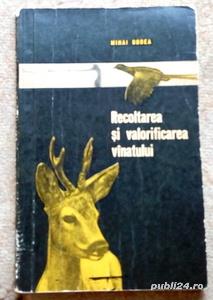 MIHAI BODEA
Recoltarea
și valorificarea
vînatului
publi24.ro